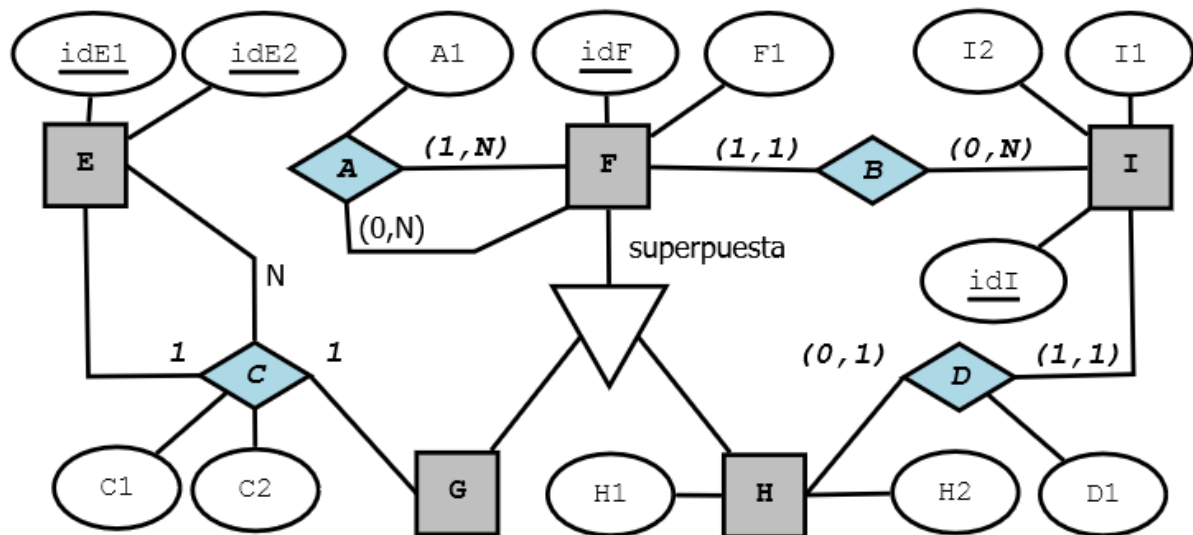 idE1 idE2 A1 idF F1 I2 I1
E A (1,N) F (1,1) B (0,N) I
(0,N)
superpuesta
N
idI
1 C 1 (0,1) D (1,1)
C1 C2 G H1 H H2 D1